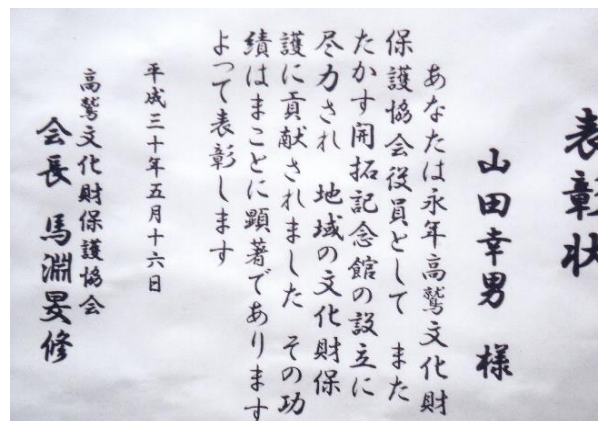 表彰状
山田幸男 様
あなたは永年高鷲文化財
保護協会役員として また
たかす開拓記念館の設立に
尽力され 地域の文化財保
護に貢献されました その功
績はまことに顕著であります
よって表彰します
平成三十年五月十六日
高鷲文化財保護協会
会長 馬淵旻修